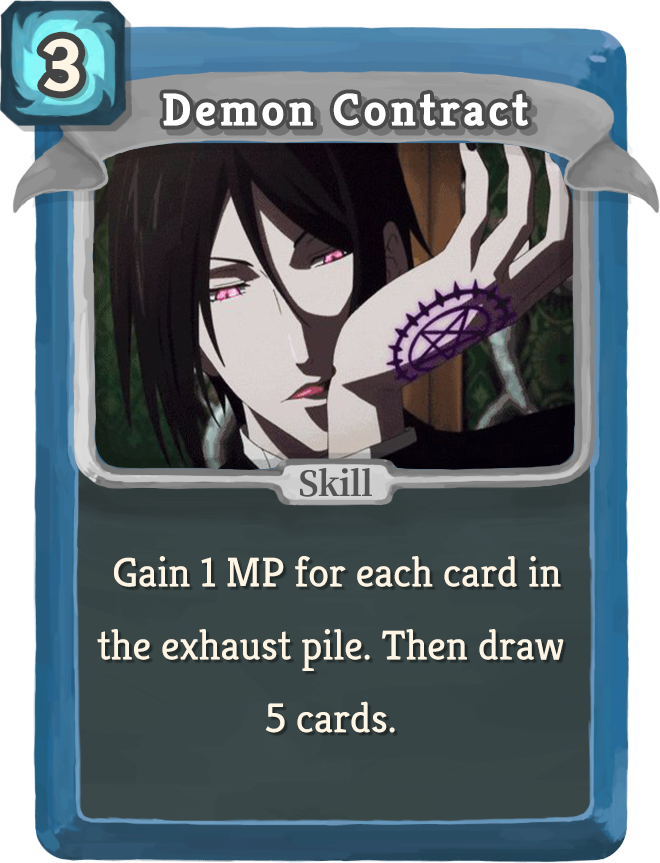 3
Demon Contract
Skill
Gain 1 MP for each card in
the exhaust pile. Then draw
5 cards.